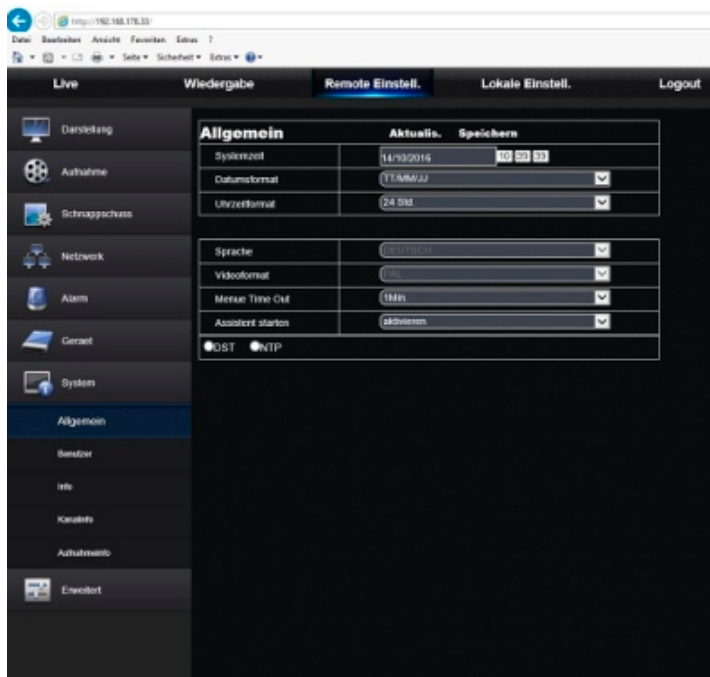 http://192.168.178.33/
Datei Bearbeiten Ansicht Favoriten Extras ?
Seite Sicherheit Extras
Live Wiedergabe Remote Einstell. Lokale Einstell. Logout
Darstellung
Aufnahme
Schnappschuss
Netzwerk
Alarm
Geraet
System
Allgemein
Benutzer
Info
Kanalinfo
Aufnahmeinfo
Erweitert
Allgemein Aktualis. Speichern
Systemzeit 14/10/2016
Datumsformat TT/MM/JJ
Uhrzeitformat 24 Std.
Sprache DEUTSCH
Videoformat PAL
Menue Time Out 1Min.
Assistent starten aktivieren
DST NTP